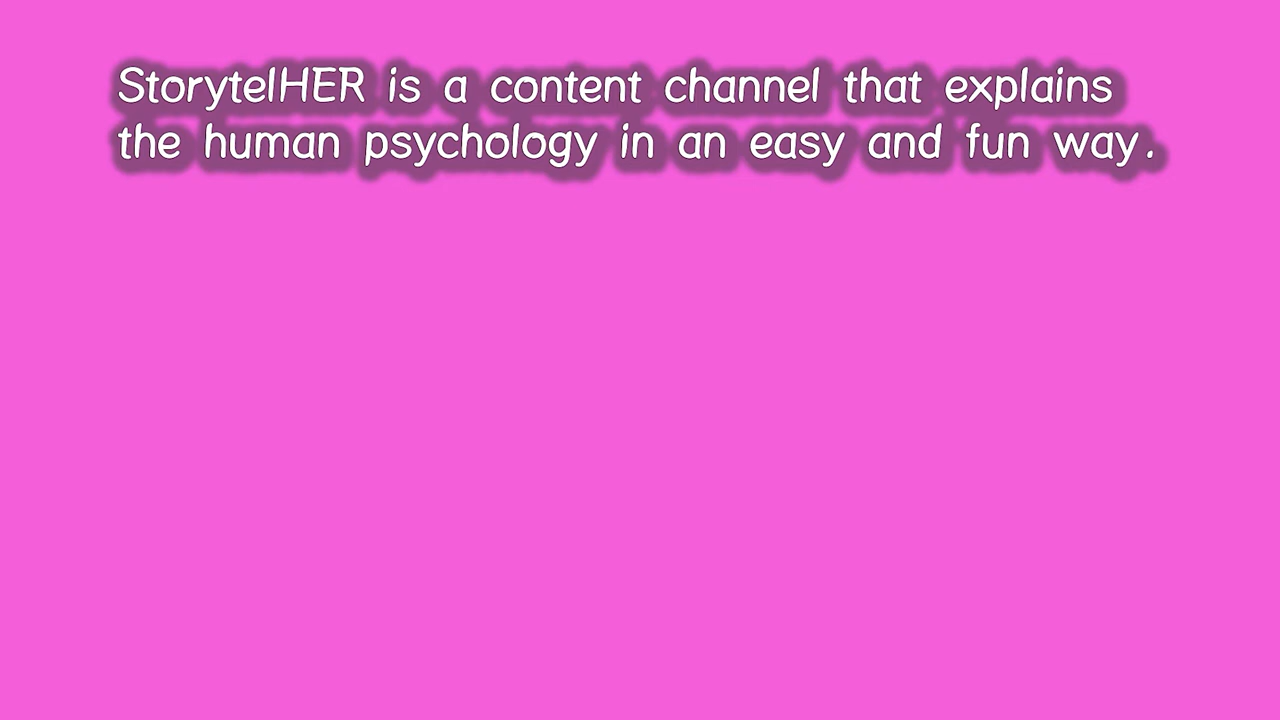 StorytelHER is a content channel that explains
the human psychology in an easy and fun way.